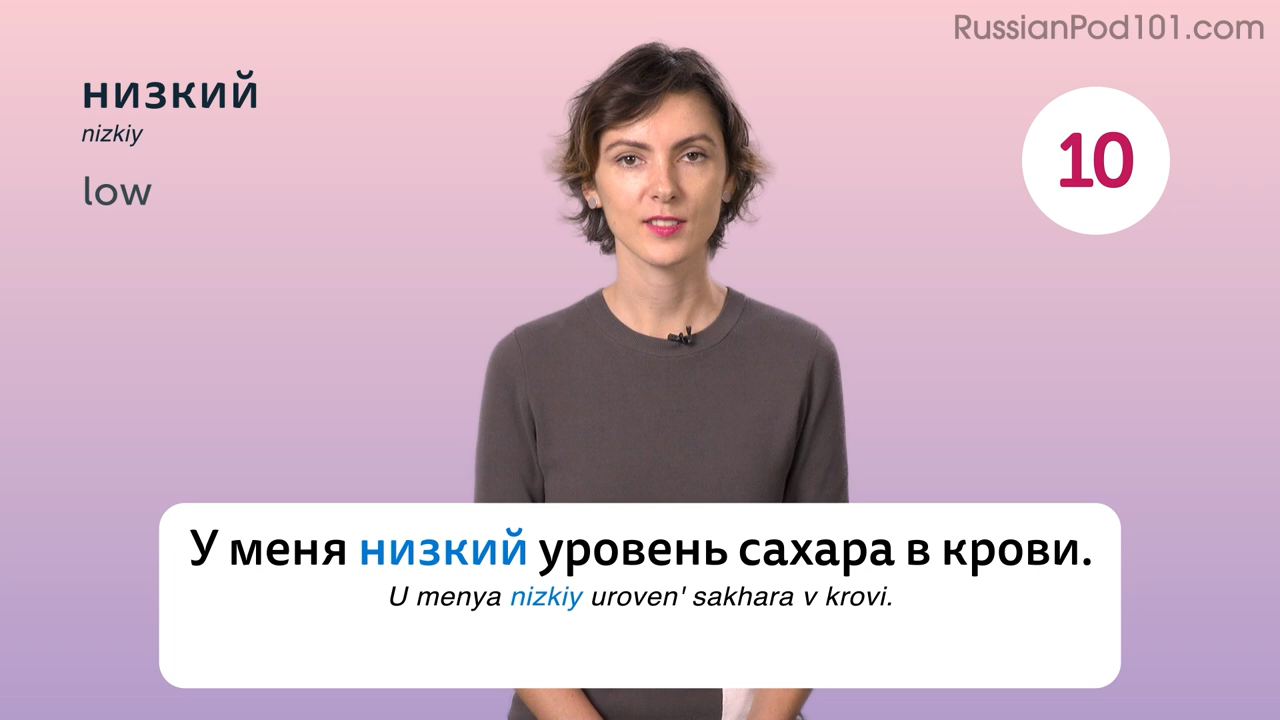 RussianPod101.com
низкий
nizkiy
low
10
У меня низкий уровень сахара в крови.
U menya nizkiy uroven' sakhara v krovi.